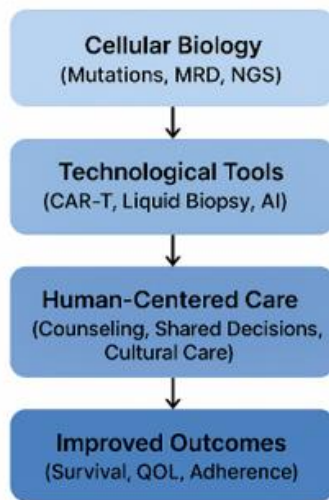 Cellular Biology
(Mutations, MRD, NGS)
Technological Tools
(CAR-T, Liquid Biopsy, AI)
Human-Centered Care
(Counseling, Shared Decisions,
Cultural Care)
Improved Outcomes
(Survival, QOL, Adherence)